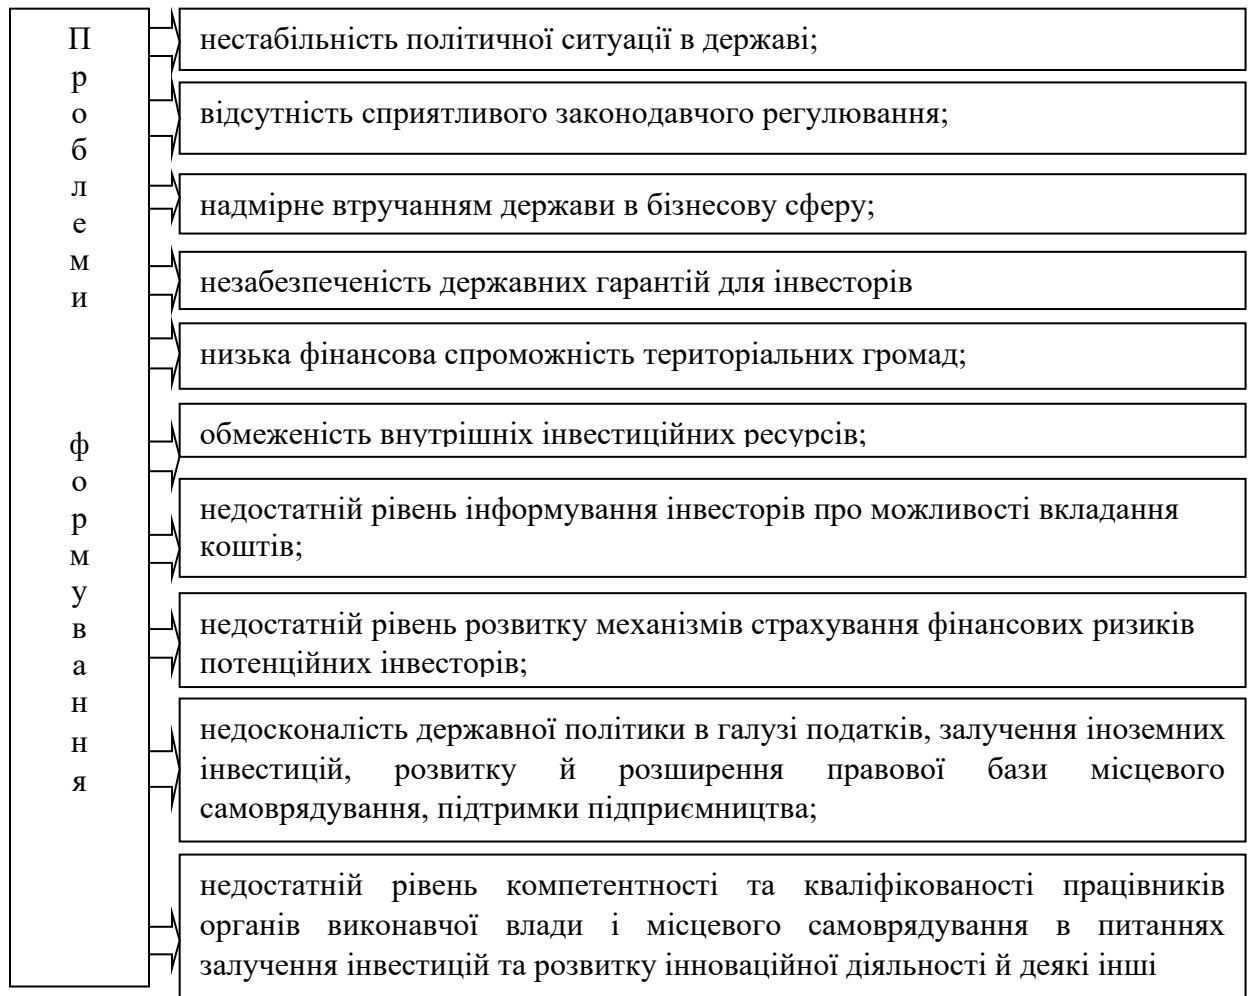 Проблеми формування
нестабільність політичної ситуації в державі;
відсутність сприятливого законодавчого регулювання;
надмірне втручанням держави в бізнесову сферу;
незабезпеченість державних гарантій для інвесторів
низька фінансова спроможність територіальних громад;
обмеженість внутрішніх інвестиційних ресурсів;
недостатній рівень інформування інвесторів про можливості вкладання
коштів;
недостатній рівень розвитку механізмів страхування фінансових ризиків
потенційних інвесторів;
недосконалість державної політики в галузі податків, залучення іноземних
інвестицій, розвитку й розширення правової бази місцевого
самоврядування, підтримки підприємництва;
недостатній рівень компетентності та кваліфікованості працівників
органів виконавчої влади і місцевого самоврядування в питаннях
залучення інвестицій та розвитку інноваційної діяльності й деякі інші